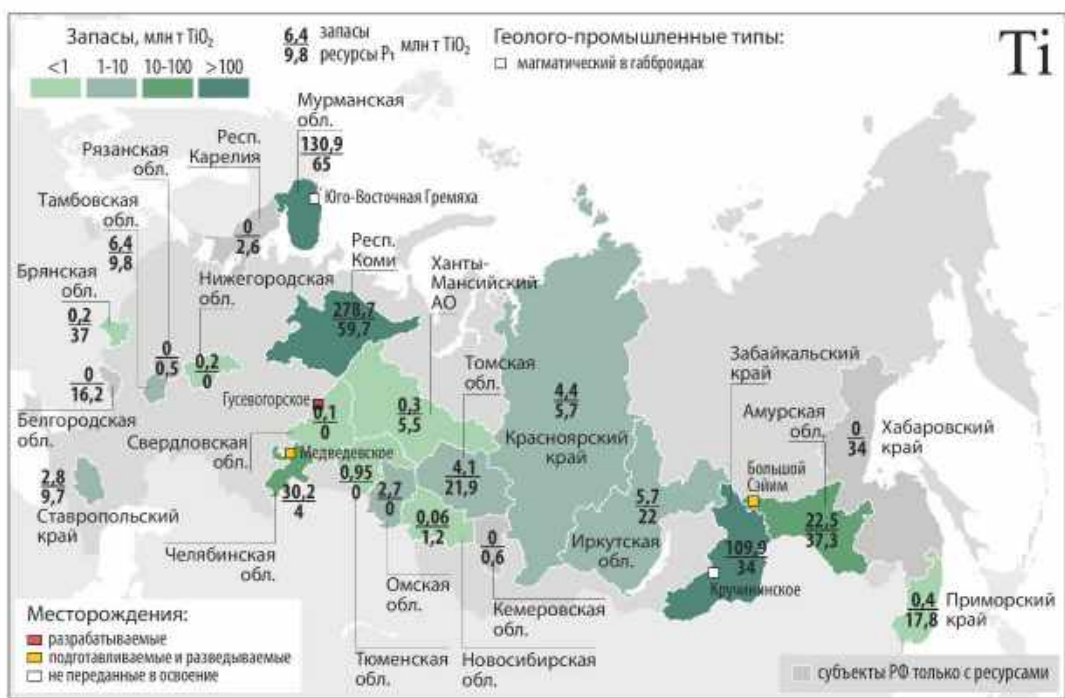 Запасы, млн т TiO₂
<1 1-10 10-100 >100
6,4 запасы
9,8 ресурсы P₁ млн т TiO₂
Геолого-промышленные типы:
магматический в габброидах
Ti
Мурманская
обл.
130,9
65
Юго-Восточная Гремяха
Респ.
Карелия
0
2,6
Рязанская
обл.
0
0,5
Тамбовская
обл.
6,4
9,8
Брянская
обл.
0,2
37
Нижегородская
обл.
0,2
0
Респ.
Коми
278,7
59,7
Ханты-
Мансийский
АО
0,3
5,5
0
16,2
Белгородская
обл.
Гусевогорское
0,1
0
Свердловская
обл.
Медведевское
30,2
4
Челябинская
обл.
2,8
9,7
Ставропольский
край
0,95
0
Тюменская
обл.
2,7
0
Омская
обл.
Томская
обл.
4,1
21,9
0,06
1,2
Новосибирская
обл.
0
0,6
Кемеровская
обл.
4,4
5,7
Красноярский
край
5,7
22
Иркутская
обл.
Забайкальский
край
109,9
34
Кручининское
Большой
Сэйим
Амурская
обл.
22,5
37,3
0
34
Хабаровский
край
0,4
17,8
Приморский
край
Месторождения:
разрабатываемые
подготавливаемые и разведываемые
не переданные в освоение
субъекты РФ только с ресурсами